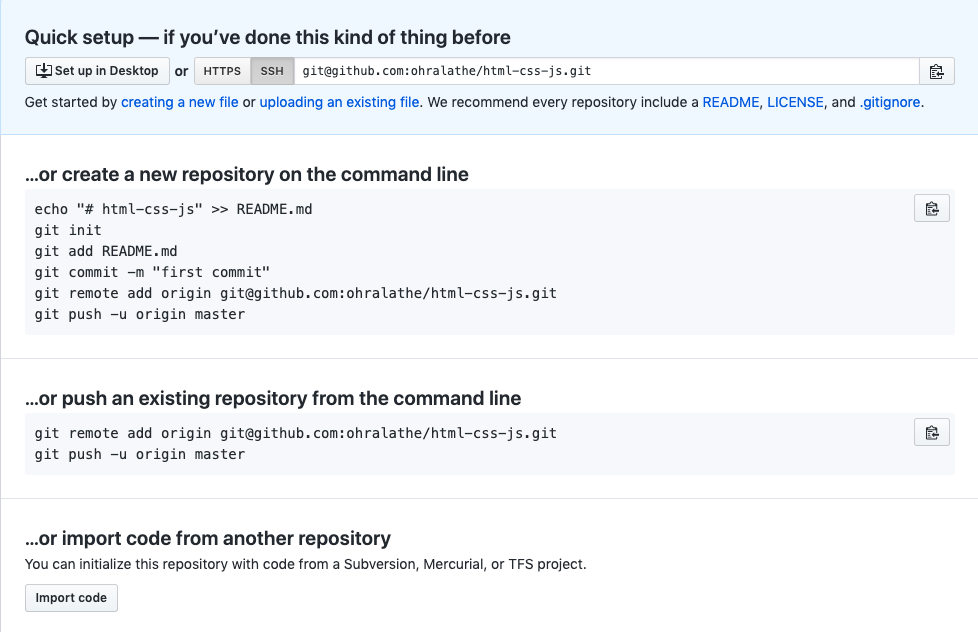 Quick setup — if you’ve done this kind of thing before
Set up in Desktop or HTTPS SSH git@github.com:ohralathe/html-css-js.git
Get started by creating a new file or uploading an existing file. We recommend every repository include a README, LICENSE, and .gitignore.
…or create a new repository on the command line
echo "# html-css-js" >> README.md
git init
git add README.md
git commit -m "first commit"
git remote add origin git@github.com:ohralathe/html-css-js.git
git push -u origin master
…or push an existing repository from the command line
git remote add origin git@github.com:ohralathe/html-css-js.git
git push -u origin master
…or import code from another repository
You can initialize this repository with code from a Subversion, Mercurial, or TFS project.
Import code